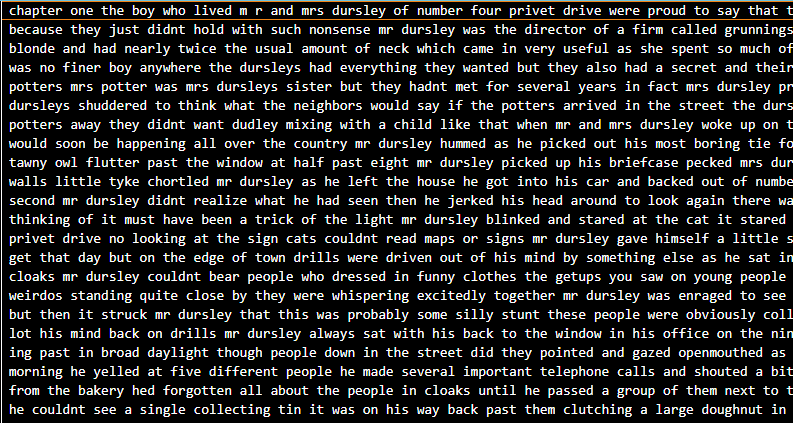 chapter one the boy who lived m r and mrs dursley of number four privet drive were proud to say that t
because they just didnt hold with such nonsense mr dursley was the director of a firm called grunnings
blonde and had nearly twice the usual amount of neck which came in very useful as she spent so much of
was no finer boy anywhere the dursleys had everything they wanted but they also had a secret and their
potters mrs potter was mrs dursleys sister but they hadnt met for several years in fact mrs dursley pr
dursleys shuddered to think what the neighbors would say if the potters arrived in the street the durs
potters away they didnt want dudley mixing with a child like that when mr and mrs dursley woke up on t
would soon be happening all over the country mr dursley hummed as he picked out his most boring tie fo
tawny owl flutter past the window at half past eight mr dursley picked up his briefcase pecked mrs dur
walls little tyke chortled mr dursley as he left the house he got into his car and backed out of numbe
second mr dursley didnt realize what he had seen then he jerked his head around to look again there wa
thinking of it must have been a trick of the light mr dursley blinked and stared at the cat it stared
privet drive no looking at the sign cats couldnt read maps or signs mr dursley gave himself a little s
get that day but on the edge of town drills were driven out of his mind by something else as he sat in
cloaks mr dursley couldnt bear people who dressed in funny clothes the getups you saw on young people
weirdos standing quite close by they were whispering excitedly together mr dursley was enraged to see
but then it struck mr dursley that this was probably some silly stunt these people were obviously coll
lot his mind back on drills mr dursley always sat with his back to the window in his office on the nin
ing past in broad daylight though people down in the street did they pointed and gazed openmouthed as
morning he yelled at five different people he made several important telephone calls and shouted a bit
from the bakery hed forgotten all about the people in cloaks until he passed a group of them next to t
he couldnt see a single collecting tin it was on his way back past them clutching a large doughnut in